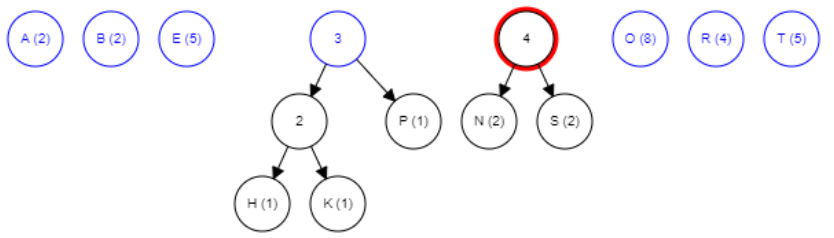 A (2) B (2) E (5) 3 4 O (8) R (4) T (5)
2 P (1) N (2) S (2)
H (1) K (1)